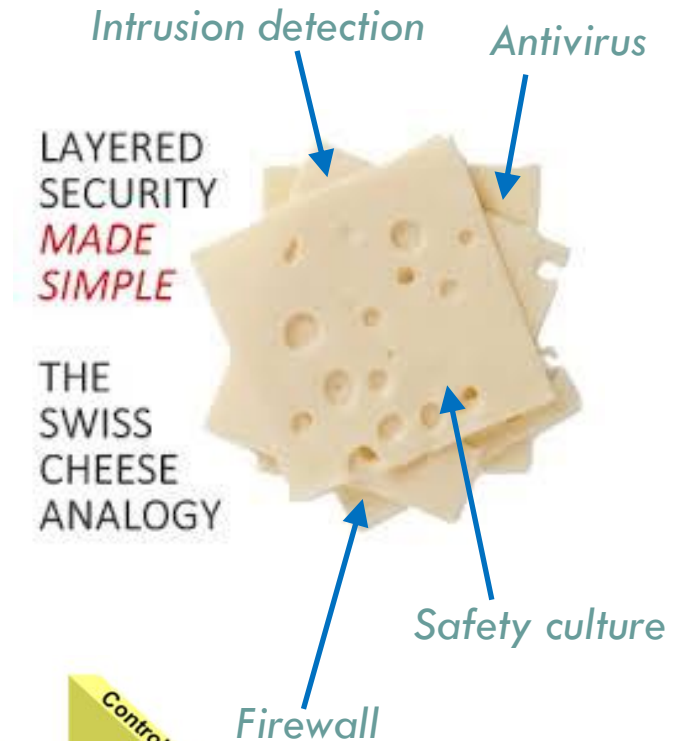 Intrusion detection
Antivirus
LAYERED
SECURITY
MADE
SIMPLE
THE
SWISS
CHEESE
ANALOGY
Safety culture
Firewall